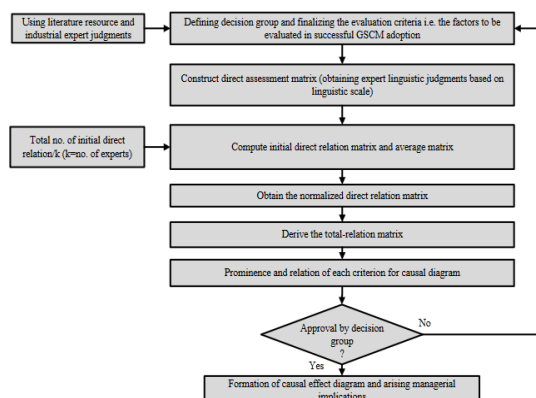 Using literature resource and
industrial expert judgments
Defining decision group and finalizing the evaluation criteria i.e. the factors to be
evaluated in successful GSCM adoption
Construct direct assessment matrix (obtaining expert linguistic judgments based on
linguistic scale)
Total no. of initial direct
relation/k (k=no. of experts)
Compute initial direct relation matrix and average matrix
Obtain the normalized direct relation matrix
Derive the total-relation matrix
Prominence and relation of each criterion for causal diagram
Approval by decision
group
?
No
Yes
Formation of causal effect diagram and arising managerial
implications